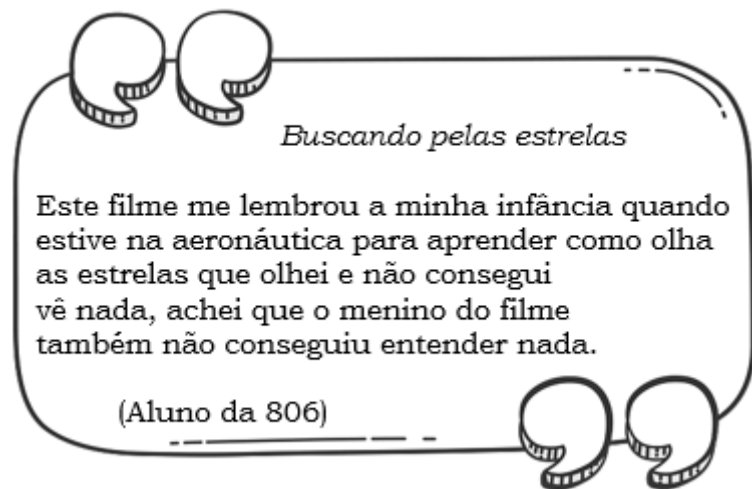 Buscando pelas estrelas
Este filme me lembrou a minha infância quando
estive na aeronáutica para aprender como olha
as estrelas que olhei e não consegui
vê nada, achei que o menino do filme
também não conseguiu entender nada.
(Aluno da 806)